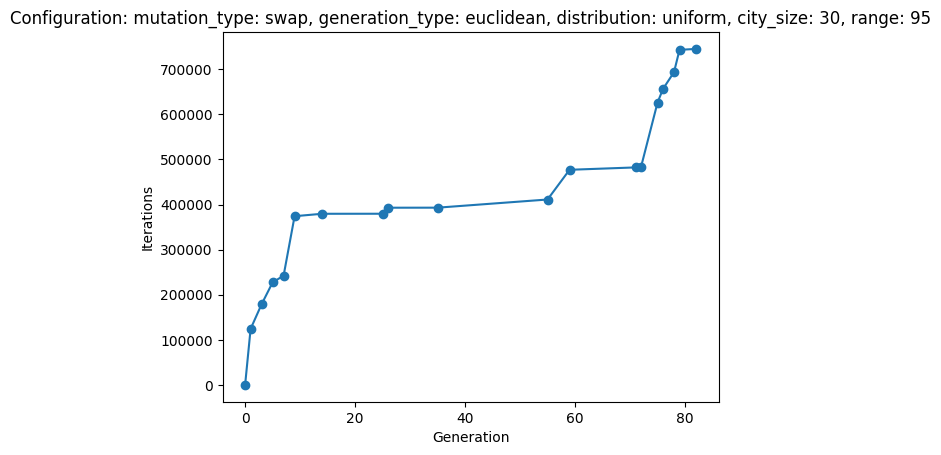 Configuration: mutation_type: swap, generation_type: euclidean, distribution: uniform, city_size: 30, range: 95
700000
600000
500000
400000
300000
200000
100000
0
Iterations
0 20 40 60 80
Generation